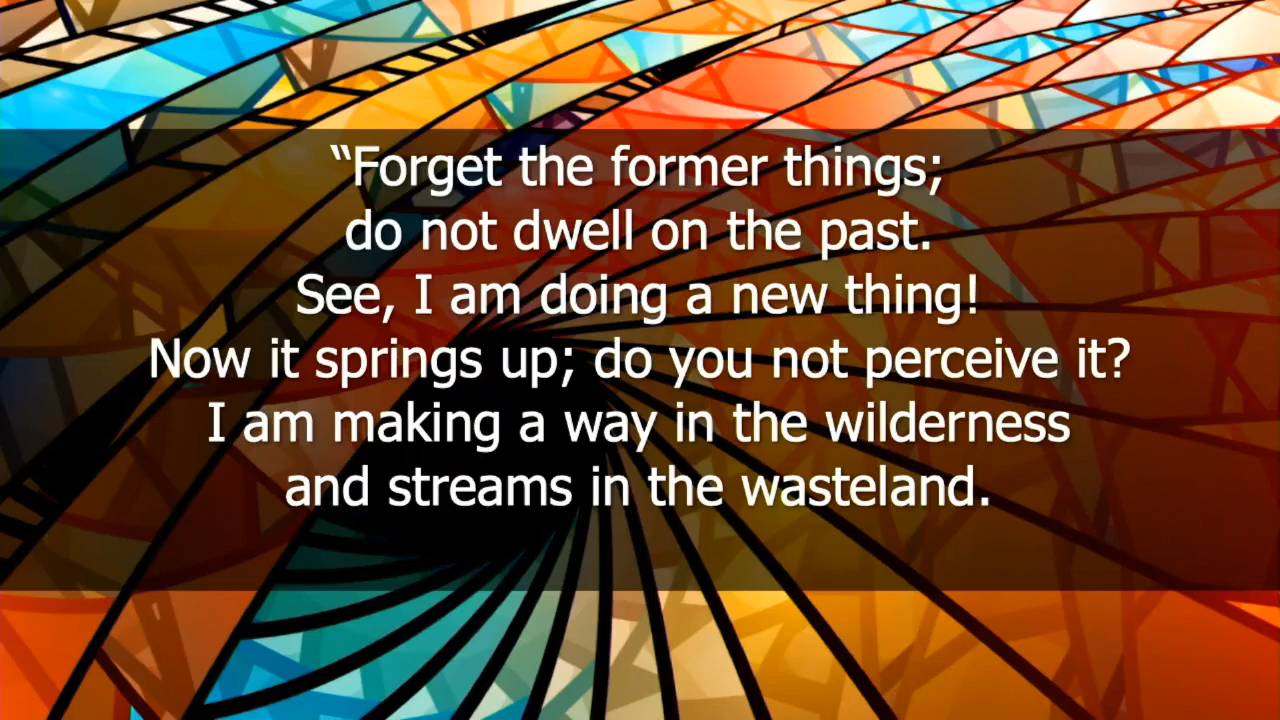 “Forget the former things;
do not dwell on the past.
See, I am doing a new thing!
Now it springs up; do you not perceive it?
I am making a way in the wilderness
and streams in the wasteland.